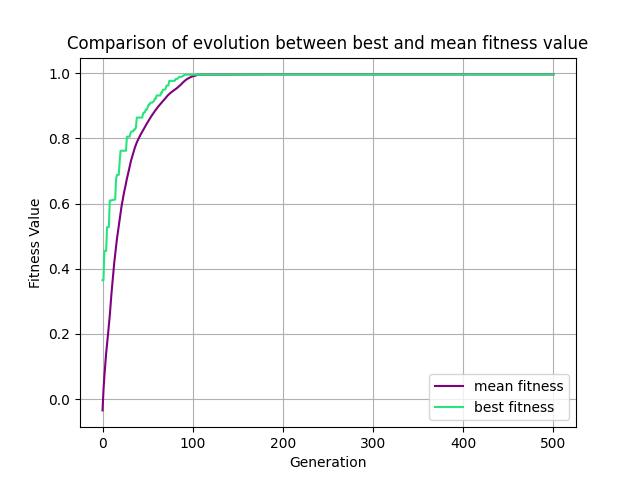 Comparison of evolution between best and mean fitness value
1.0
0.8
0.6
0.4
0.2
0.0
Fitness Value
mean fitness
best fitness
0 100 200 300 400 500
Generation